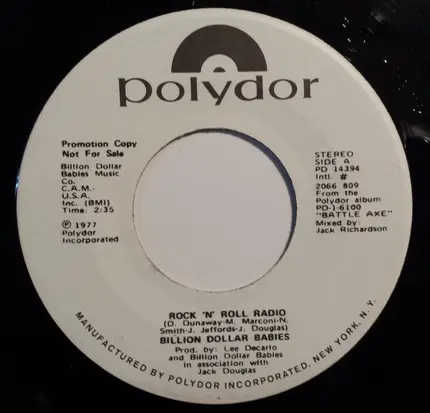 polydor
Promotion Copy
Not For Sale
Billion Dollar
Babies Music
Co.
C.A.M.-
U.S.A.
Inc. (BMI)
Time: 2:35
℗ 1977
Polydor
Incorporated
STEREO
SIDE A
PD 14394
Intl. #
2066 809
From the
Polydor album
PD-1-6100
"BATTLE AXE"
Mixed by:
Jack Richardson
ROCK 'N' ROLL RADIO
(D. Dunaway-M. Marconi-N.
Smith-J. Jeffords-J. Douglas)
BILLION DOLLAR BABIES
Prod. by: Lee Decarlo
and Billion Dollar Babies
In association with
Jack Douglas
MANUFACTURED BY POLYDOR INCORPORATED, NEW YORK, N.Y.